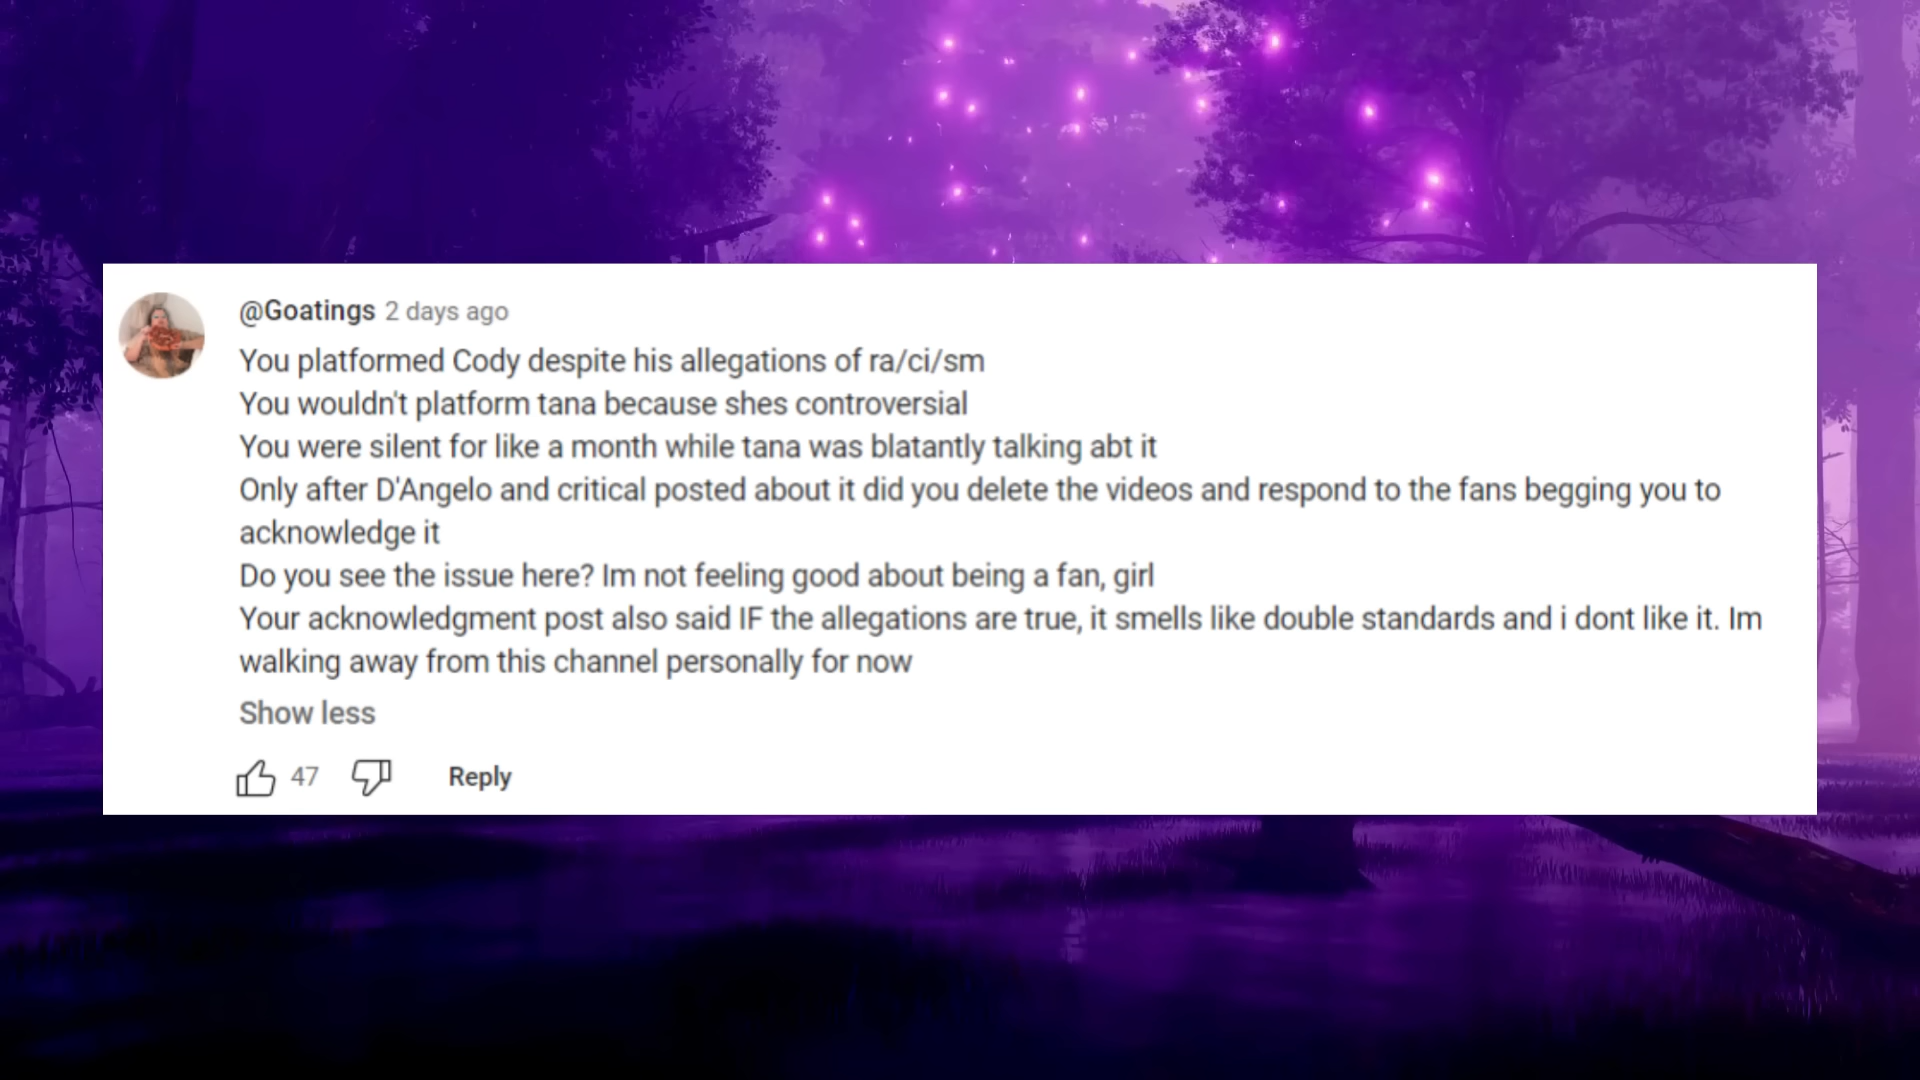 @Goatings 2 days ago
You platformed Cody despite his allegations of ra/ci/sm
You wouldn't platform tana because shes controversial
You were silent for like a month while tana was blatantly talking abt it
Only after D'Angelo and critical posted about it did you delete the videos and respond to the fans begging you to
acknowledge it
Do you see the issue here? Im not feeling good about being a fan, girl
Your acknowledgment post also said IF the allegations are true, it smells like double standards and i dont like it. Im
walking away from this channel personally for now
Show less
47 Reply